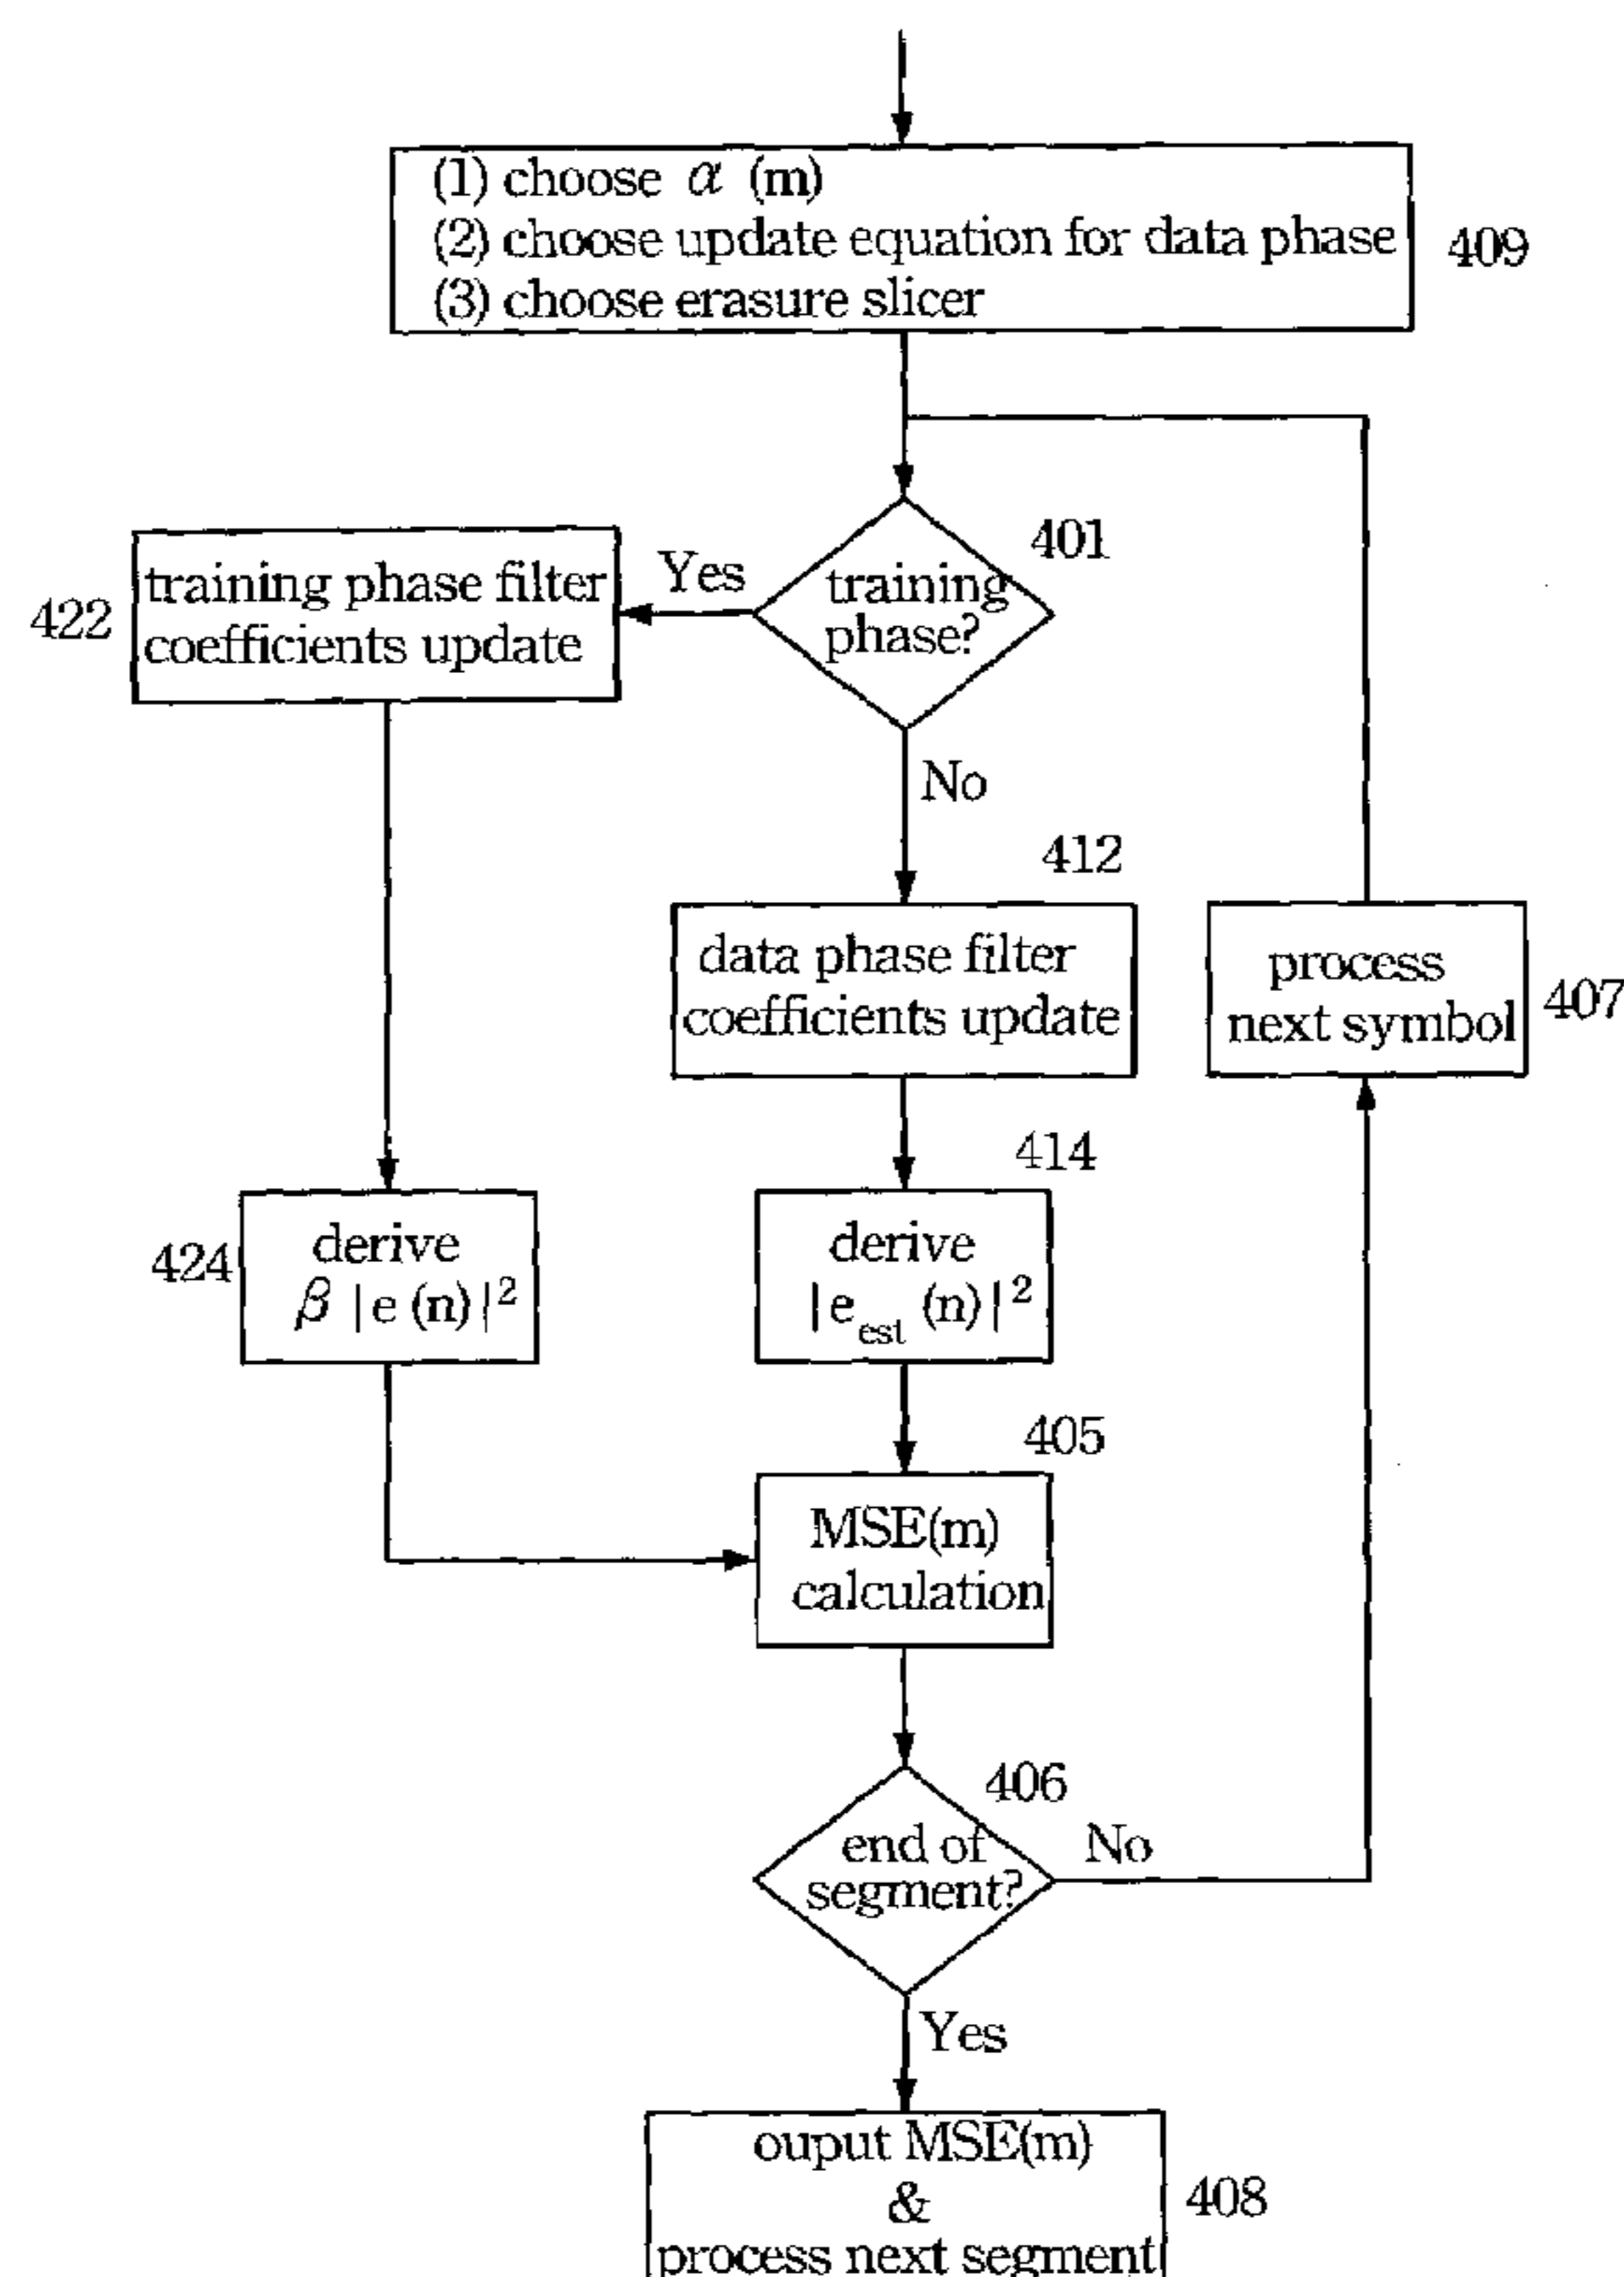 (1) choose α (m)
(2) choose update equation for data phase
(3) choose erasure slicer
409
401
training
phase?
Yes
422
training phase filter
coefficients update
No
412
data phase filter
coefficients update
process
next symbol
407
414
424
derive
β |e (n)|²
derive
|e_est (n)|²
405
MSE(m)
calculation
406
end of
segment?
No
Yes
ouput MSE(m)
&
process next segment
408